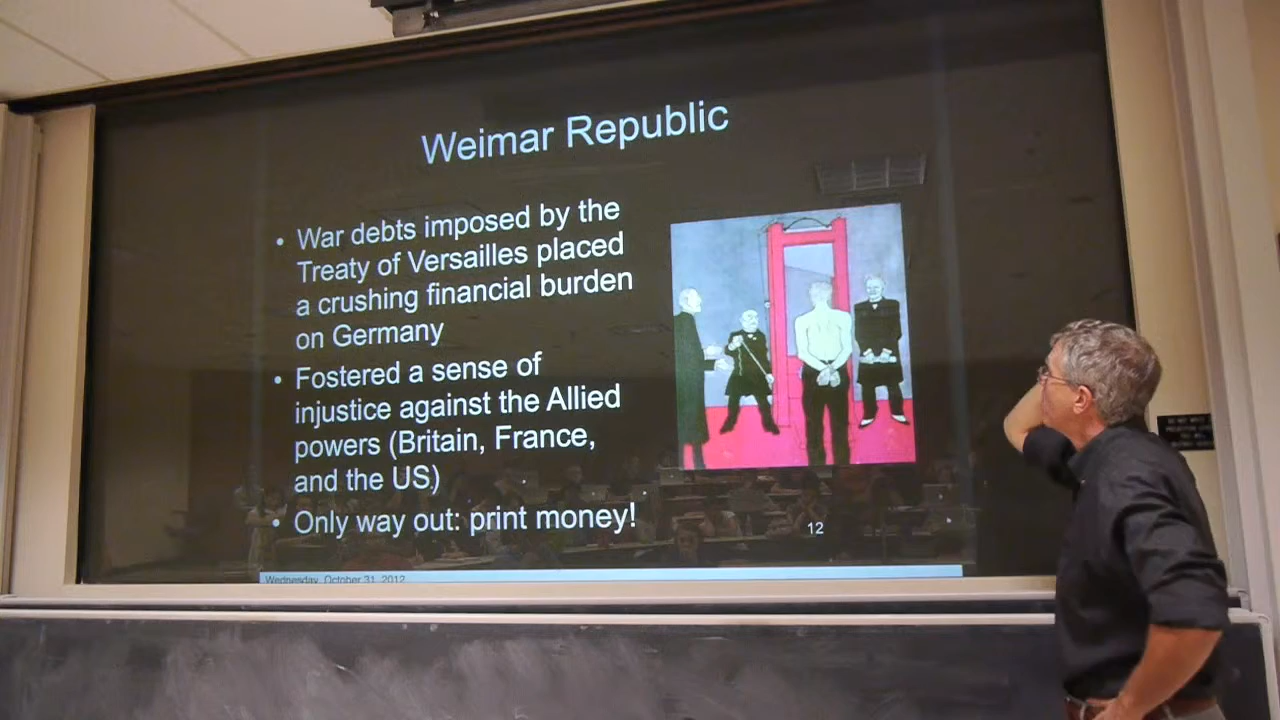 Weimar Republic
• War debts imposed by the
Treaty of Versailles placed
a crushing financial burden
on Germany
• Fostered a sense of
injustice against the Allied
powers (Britain, France,
and the US)
• Only way out: print money!
12
Wednesday, October 31, 2012